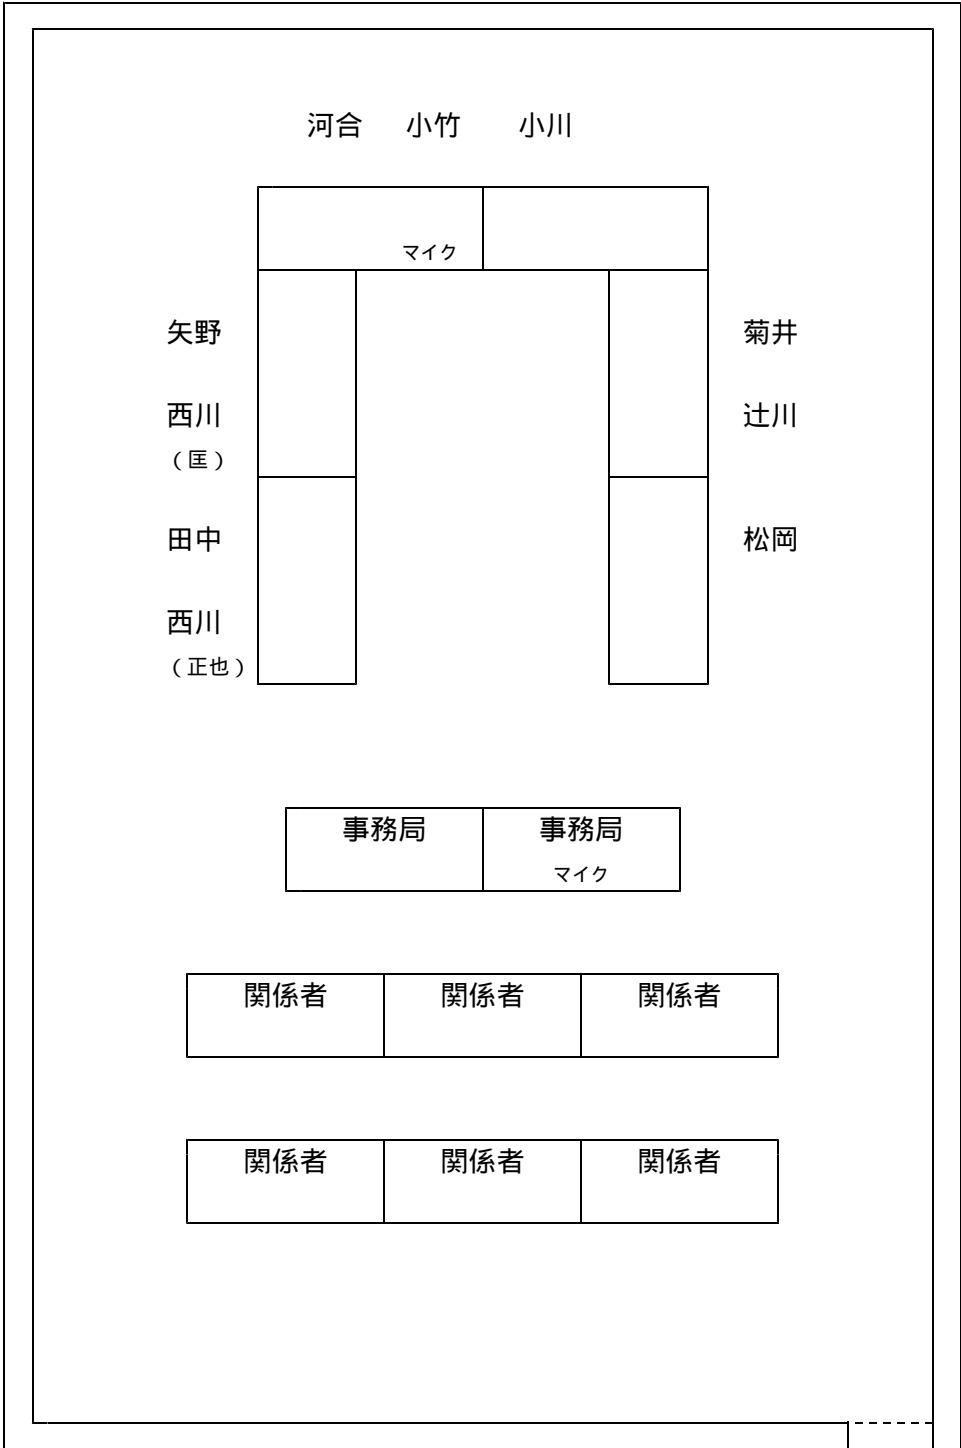 河合 小竹 小川
マイク
矢野 菊井
西川 辻川
（匡）
田中 松岡
西川
（正也）
事務局 事務局
マイク
関係者 関係者 関係者
関係者 関係者 関係者